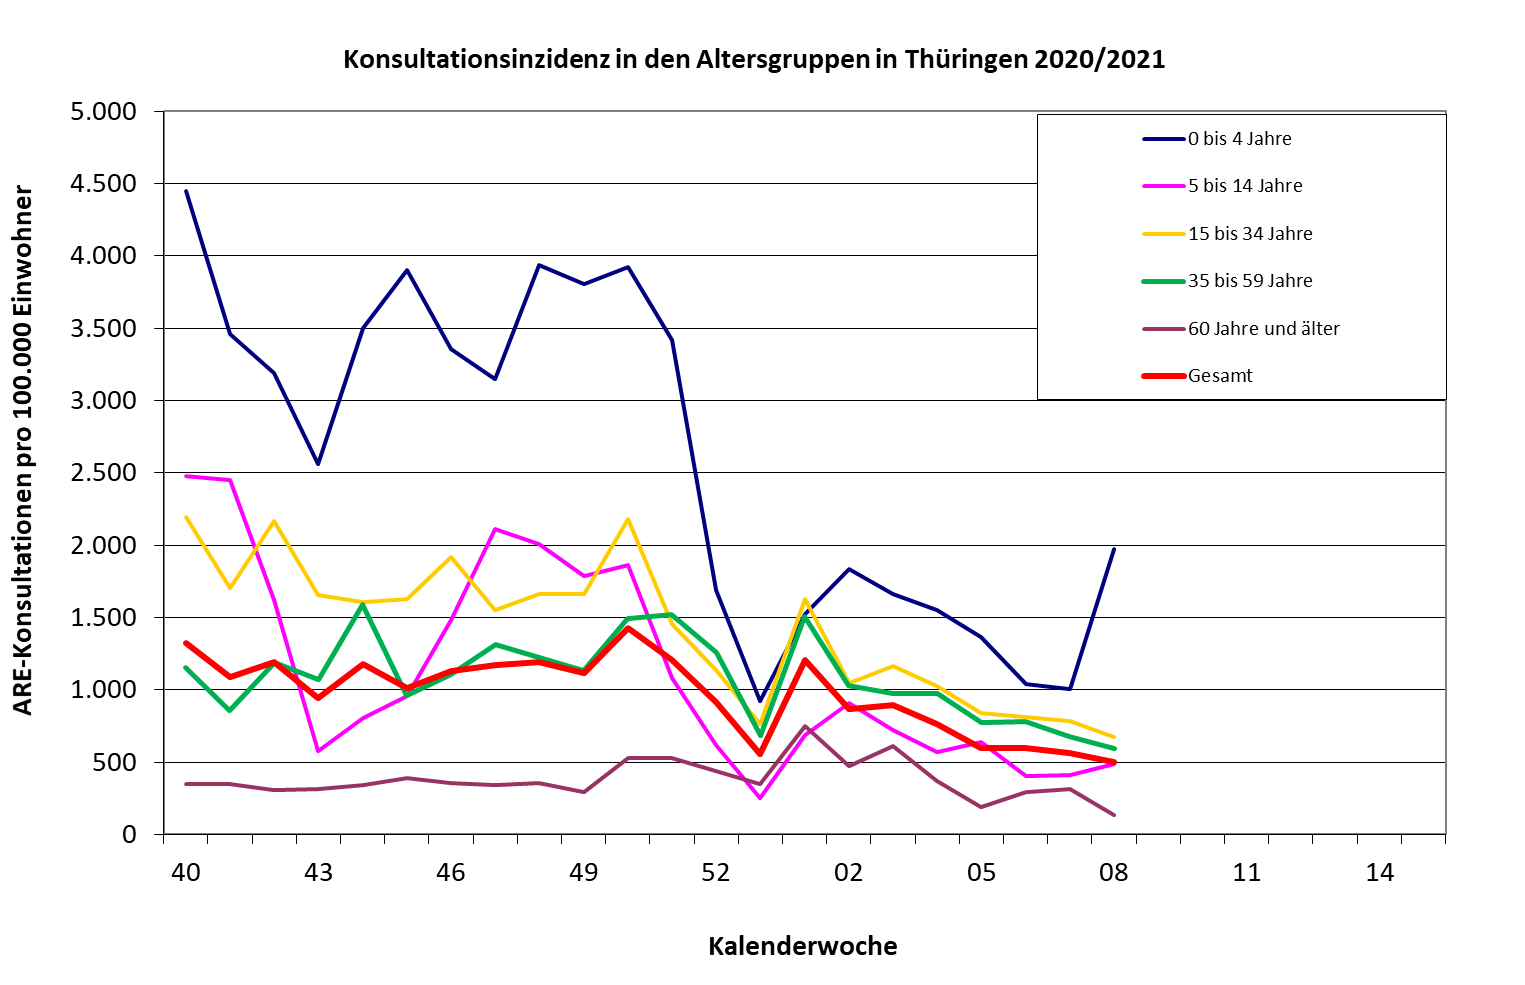 Konsultationsinzidenz in den Altersgruppen in Thüringen 2020/2021
ARE-Konsultationen pro 100.000 Einwohner
5.000
4.500
4.000
3.500
3.000
2.500
2.000
1.500
1.000
500
0
0 bis 4 Jahre
5 bis 14 Jahre
15 bis 34 Jahre
35 bis 59 Jahre
60 Jahre und älter
Gesamt
40 43 46 49 52 02 05 08 11 14
Kalenderwoche